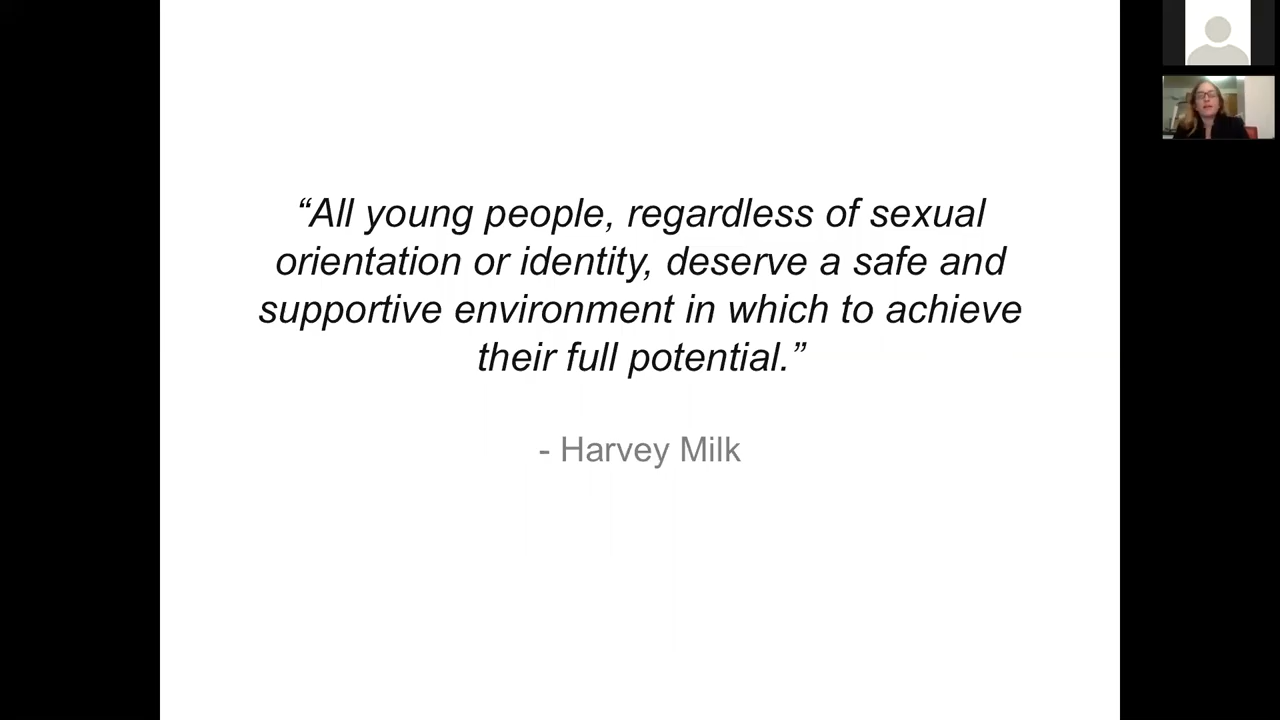 “All young people, regardless of sexual
orientation or identity, deserve a safe and
supportive environment in which to achieve
their full potential.”
- Harvey Milk